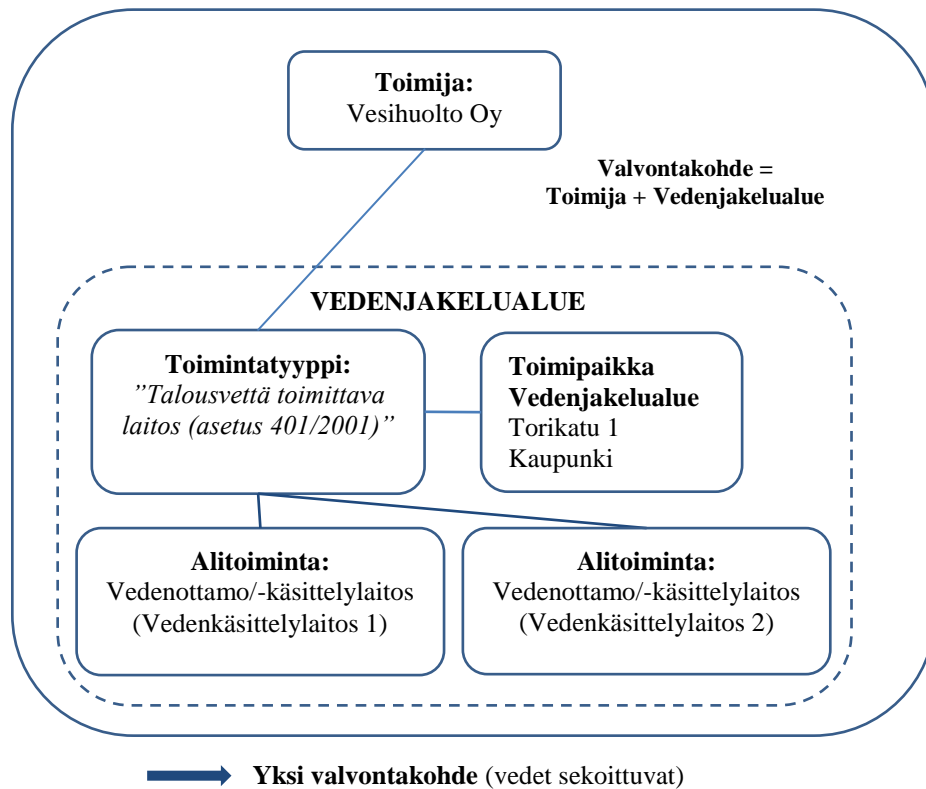 Toimija:
Vesihuolto Oy
Valvontakohde =
Toimija + Vedenjakelualue
VEDENJAKELUALUE
Toimintatyyppi:
”Talousvettä toimittava
laitos (asetus 401/2001)”
Toimipaikka
Vedenjakelualue
Torikatu 1
Kaupunki
Alitoiminta:
Vedenottamo/-käsittelylaitos
(Vedenkäsittelylaitos 1)
Alitoiminta:
Vedenottamo/-käsittelylaitos
(Vedenkäsittelylaitos 2)
Yksi valvontakohde (vedet sekoittuvat)